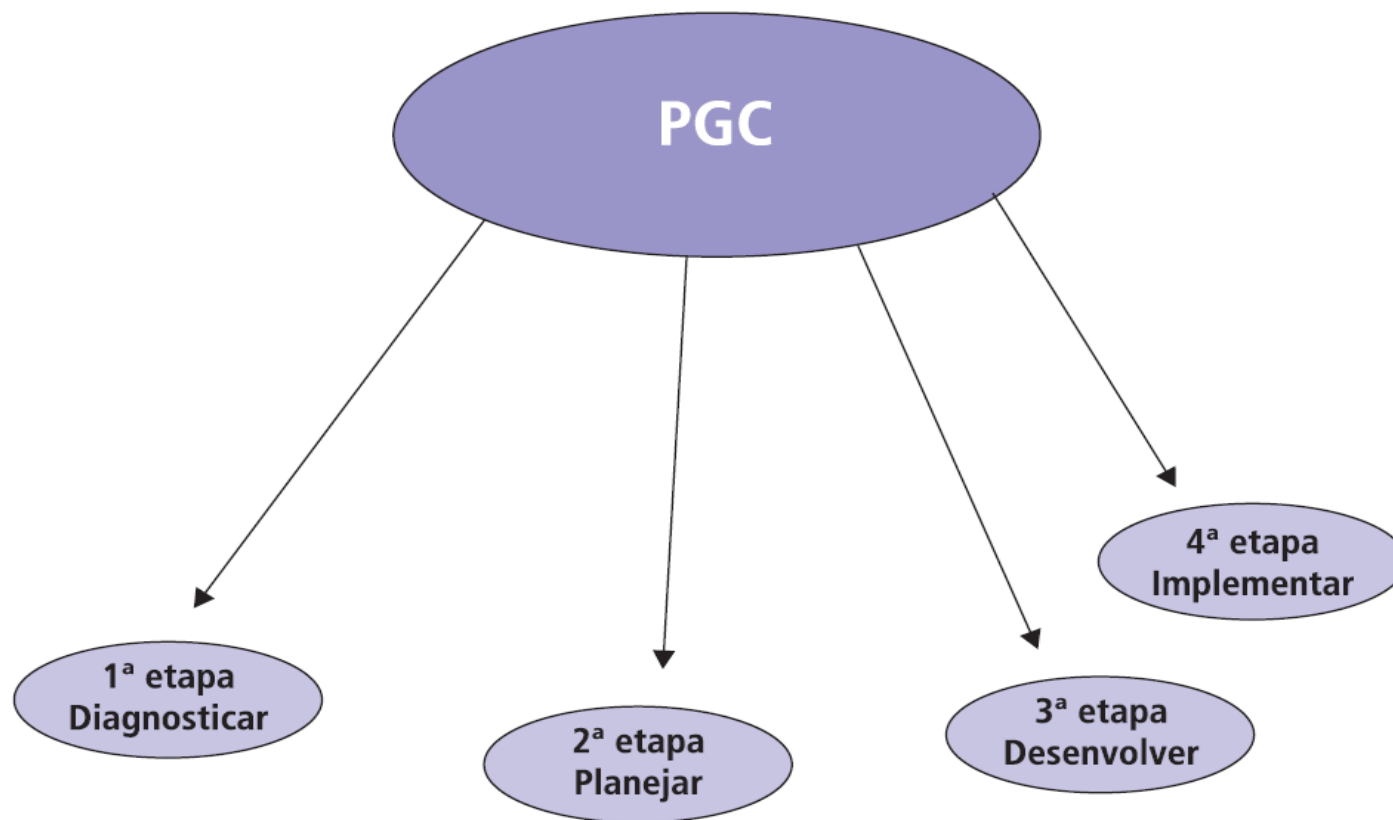 PGC
1ª etapa
Diagnosticar
2ª etapa
Planejar
3ª etapa
Desenvolver
4ª etapa
Implementar